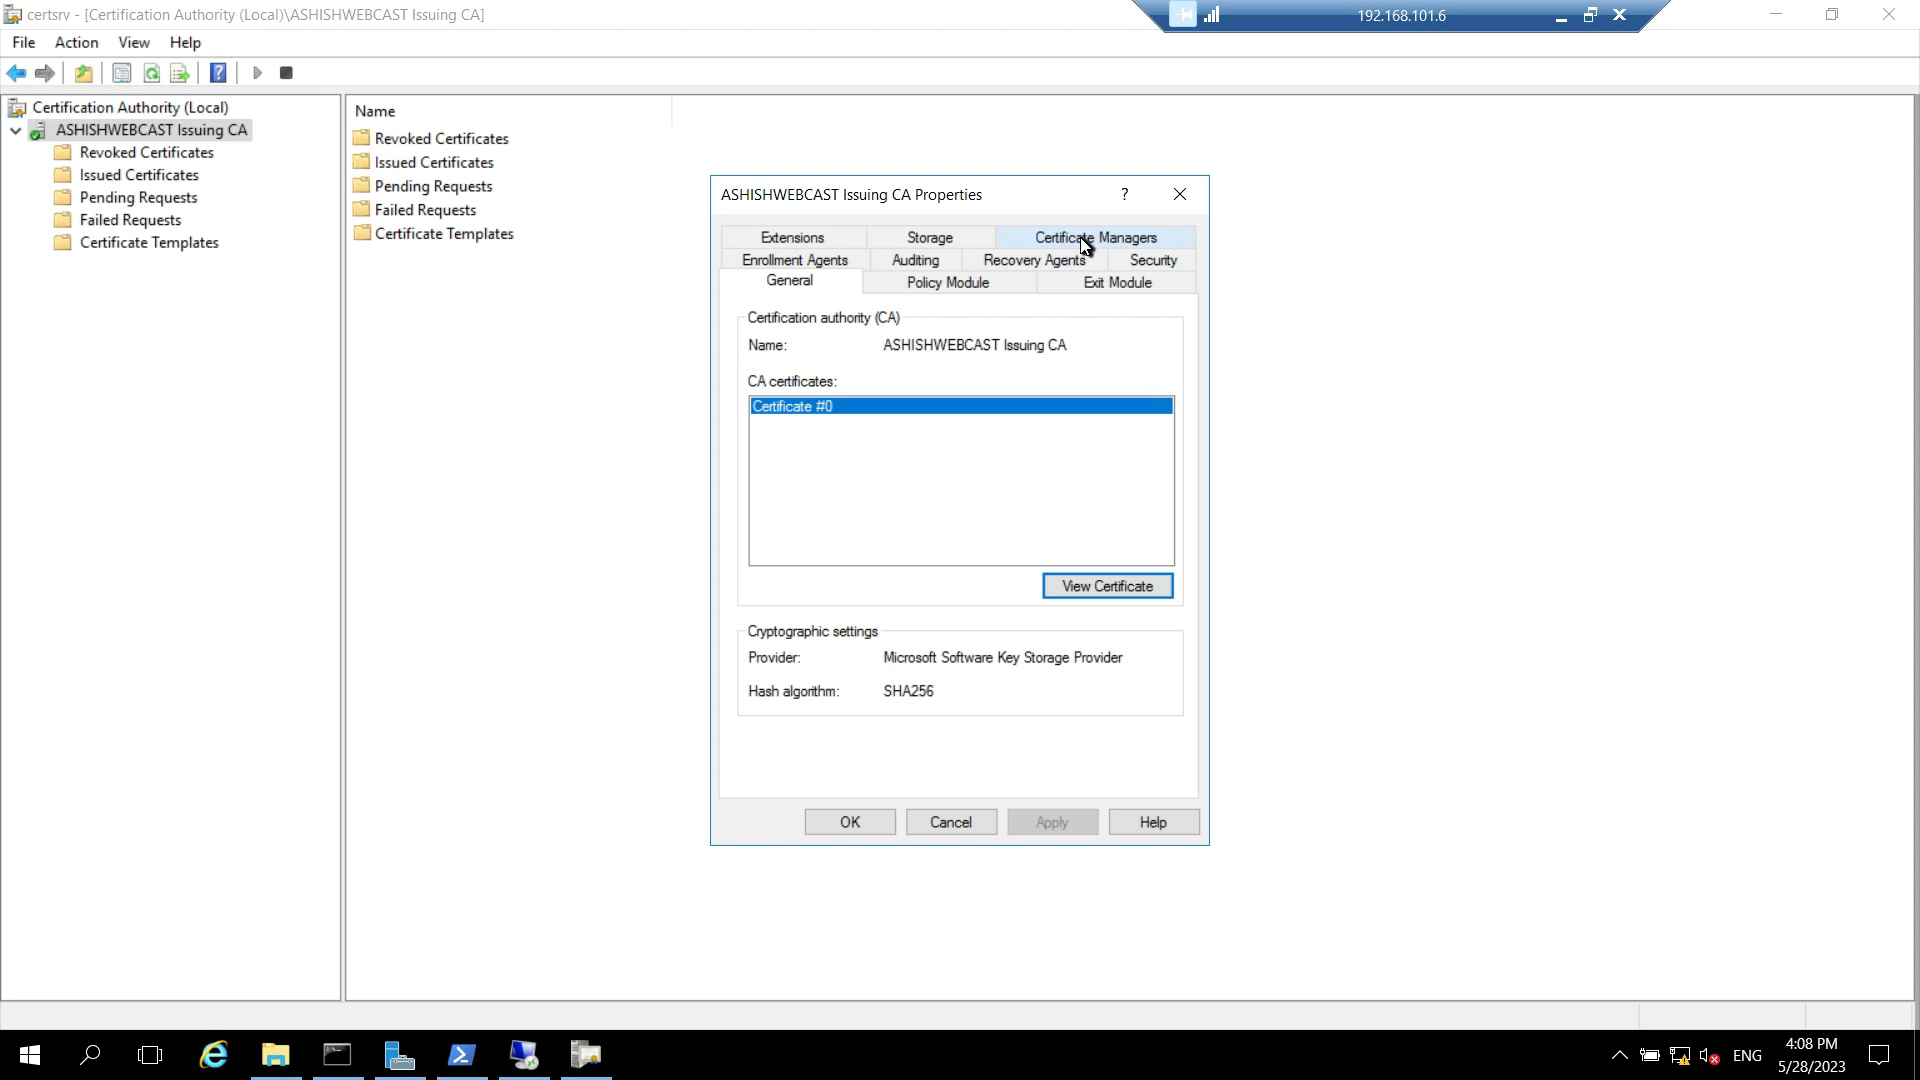 certsrv - [Certification Authority (Local)\ASHISHWEBCAST Issuing CA]
192.168.101.6
File Action View Help
Certification Authority (Local)
ASHISHWEBCAST Issuing CA
Revoked Certificates
Issued Certificates
Pending Requests
Failed Requests
Certificate Templates
Name
Revoked Certificates
Issued Certificates
Pending Requests
Failed Requests
Certificate Templates
ASHISHWEBCAST Issuing CA Properties
?
Extensions Storage Certificate Managers
Enrollment Agents Auditing Recovery Agents Security
General Policy Module Exit Module
Certification authority (CA)
Name: ASHISHWEBCAST Issuing CA
CA certificates:
Certificate #0
View Certificate
Cryptographic settings
Provider: Microsoft Software Key Storage Provider
Hash algorithm: SHA256
OK Cancel Apply Help
ENG
4:08 PM
5/28/2023